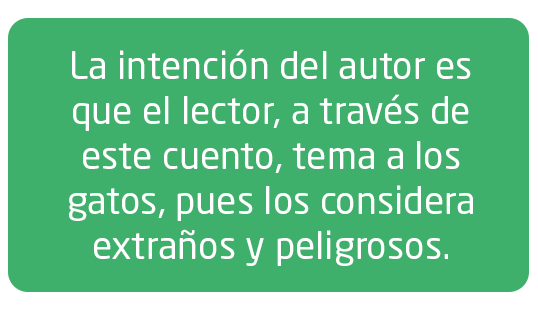 La intención del autor es
que el lector, a través de
este cuento, tema a los
gatos, pues los considera
extraños y peligrosos.